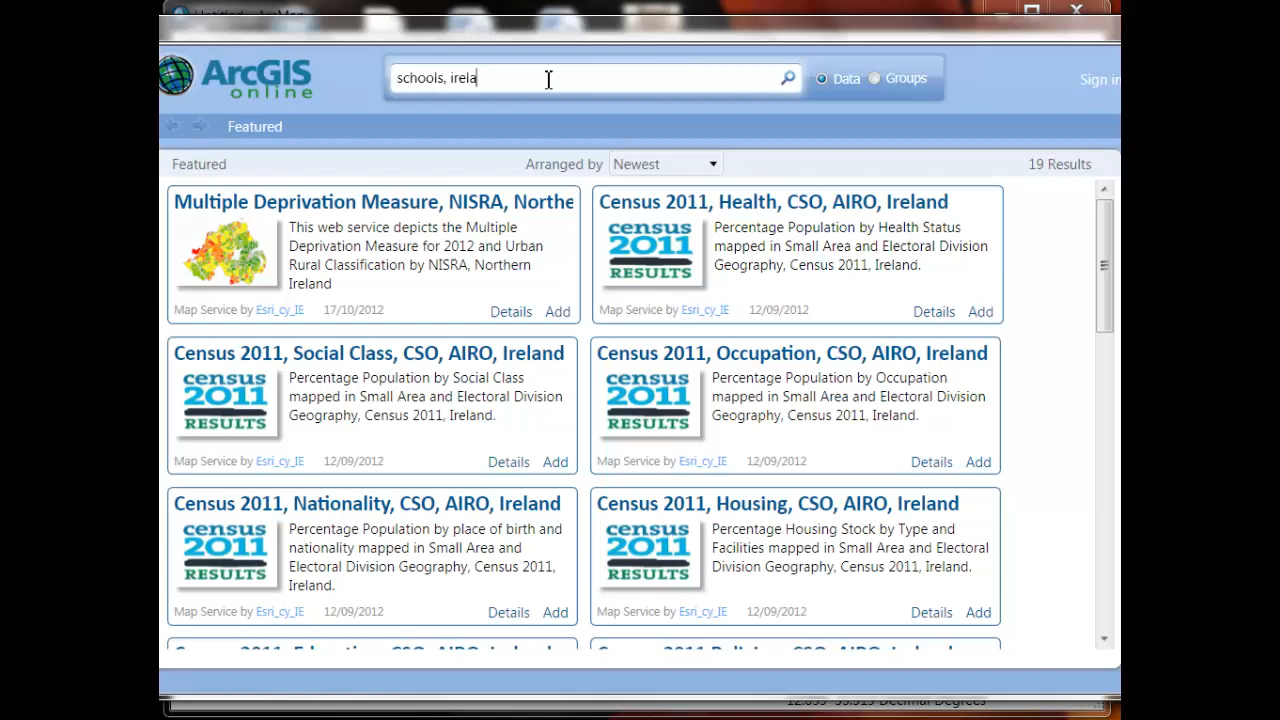 ArcGIS
online
schools, irela
Data
Groups
Sign in
Featured
Featured
Arranged by
Newest
19 Results
Multiple Deprivation Measure, NISRA, Northe
This web service depicts the Multiple
Deprivation Measure for 2012 and Urban
Rural Classification by NISRA, Northern
Ireland
Map Service by Esri_cy_IE 17/10/2012 Details Add
Census 2011, Health, CSO, AIRO, Ireland
census
2011
RESULTS
Percentage Population by Health Status
mapped in Small Area and Electoral Division
Geography, Census 2011, Ireland.
Map Service by Esri_cy_IE 12/09/2012 Details Add
Census 2011, Social Class, CSO, AIRO, Ireland
census
2011
RESULTS
Percentage Population by Social Class
mapped in Small Area and Electoral Division
Geography, Census 2011, Ireland.
Map Service by Esri_cy_IE 12/09/2012 Details Add
Census 2011, Occupation, CSO, AIRO, Ireland
census
2011
RESULTS
Percentage Population by Occupation
mapped in Small Area and Electoral Division
Geography, Census 2011, Ireland.
Map Service by Esri_cy_IE 12/09/2012 Details Add
Census 2011, Nationality, CSO, AIRO, Ireland
census
2011
RESULTS
Percentage Population by place of birth and
nationality mapped in Small Area and
Electoral Division Geography, Census 2011,
Ireland.
Map Service by Esri_cy_IE 12/09/2012 Details Add
Census 2011, Housing, CSO, AIRO, Ireland
census
2011
RESULTS
Percentage Housing Stock by Type and
Facilities mapped in Small Area and Electoral
Division Geography, Census 2011, Ireland.
Map Service by Esri_cy_IE 12/09/2012 Details Add
Decimal Degrees